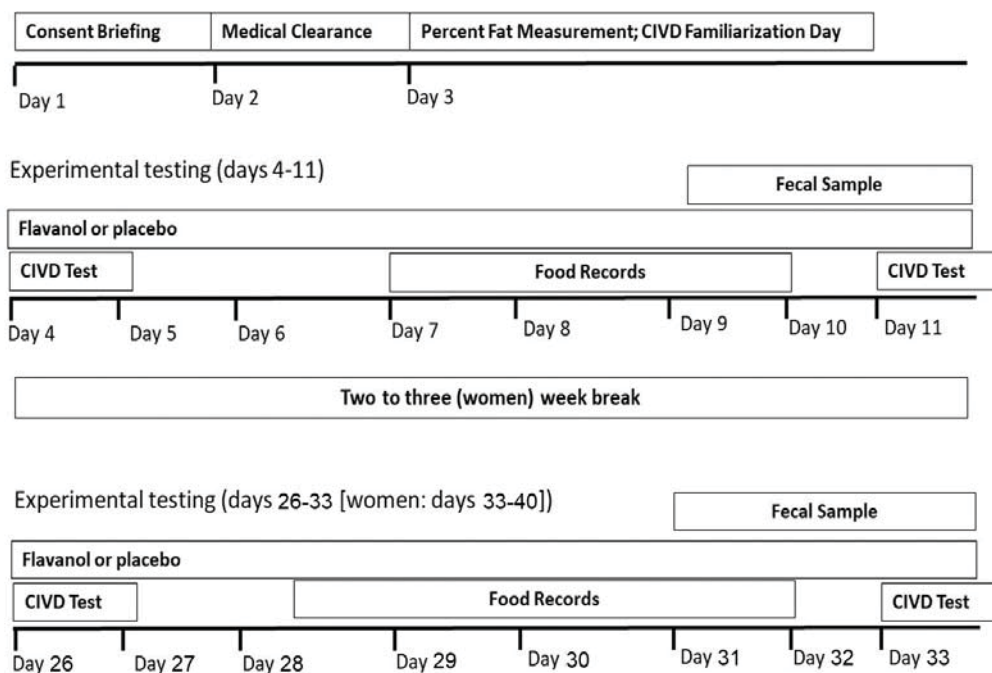 Consent Briefing Medical Clearance Percent Fat Measurement; CIVD Familiarization Day
Day 1 Day 2 Day 3
Experimental testing (days 4-11)
Fecal Sample
Flavanol or placebo
CIVD Test Food Records CIVD Test
Day 4 Day 5 Day 6 Day 7 Day 8 Day 9 Day 10 Day 11
Two to three (women) week break
Experimental testing (days 26-33 [women: days 33-40])
Fecal Sample
Flavanol or placebo
CIVD Test Food Records CIVD Test
Day 26 Day 27 Day 28 Day 29 Day 30 Day 31 Day 32 Day 33